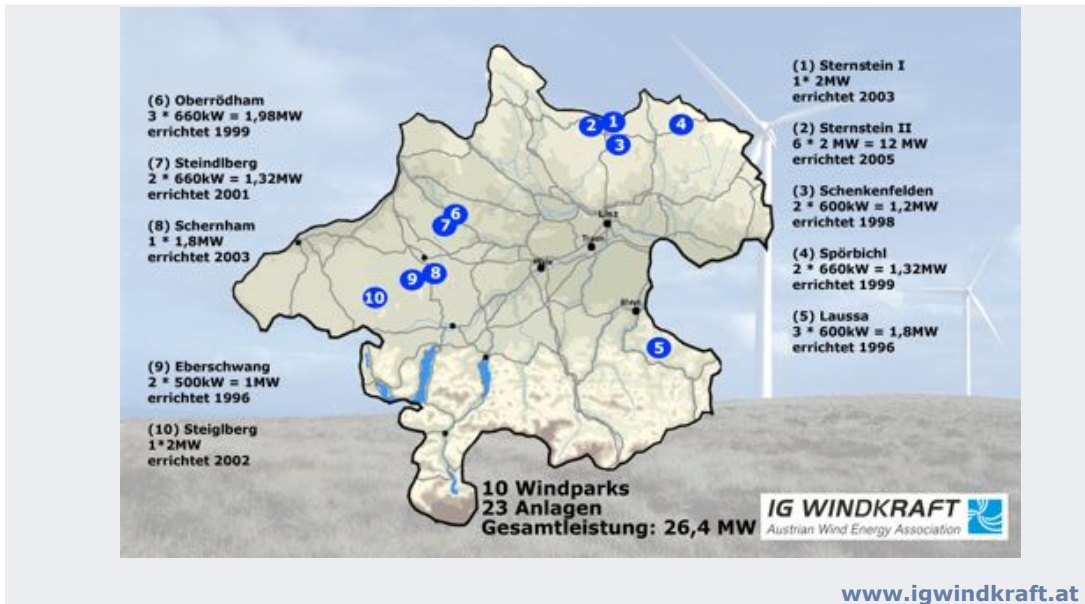 (6) Oberrödham
3 * 660kW = 1,98MW
errichtet 1999
(7) Steindlberg
2 * 660kW = 1,32MW
errichtet 2001
(8) Schernham
1 * 1,8MW
errichtet 2003
(9) Eberschwang
2 * 500kW = 1MW
errichtet 1996
(10) Steiglberg
1*2MW
errichtet 2002
2
1
4
3
6
7
Linz
Traun
8
9
Wels
10
Steyr
5
(1) Sternstein I
1* 2MW
errichtet 2003
(2) Sternstein II
6 * 2 MW = 12 MW
errichtet 2005
(3) Schenkenfelden
2 * 600kW = 1,2MW
errichtet 1998
(4) Spörbichl
2 * 660kW = 1,32MW
errichtet 1999
(5) Laussa
3 * 600kW = 1,8MW
errichtet 1996
10 Windparks
23 Anlagen
Gesamtleistung: 26,4 MW
IG WINDKRAFT
Austrian Wind Energy Association
www.igwindkraft.at